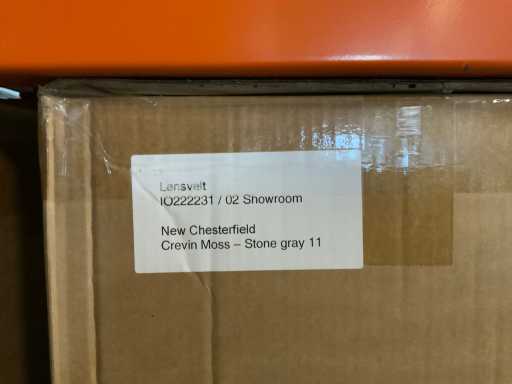 Lensvelt
IO222231 / 02 Showroom
New Chesterfield
Crevin Moss – Stone gray 11